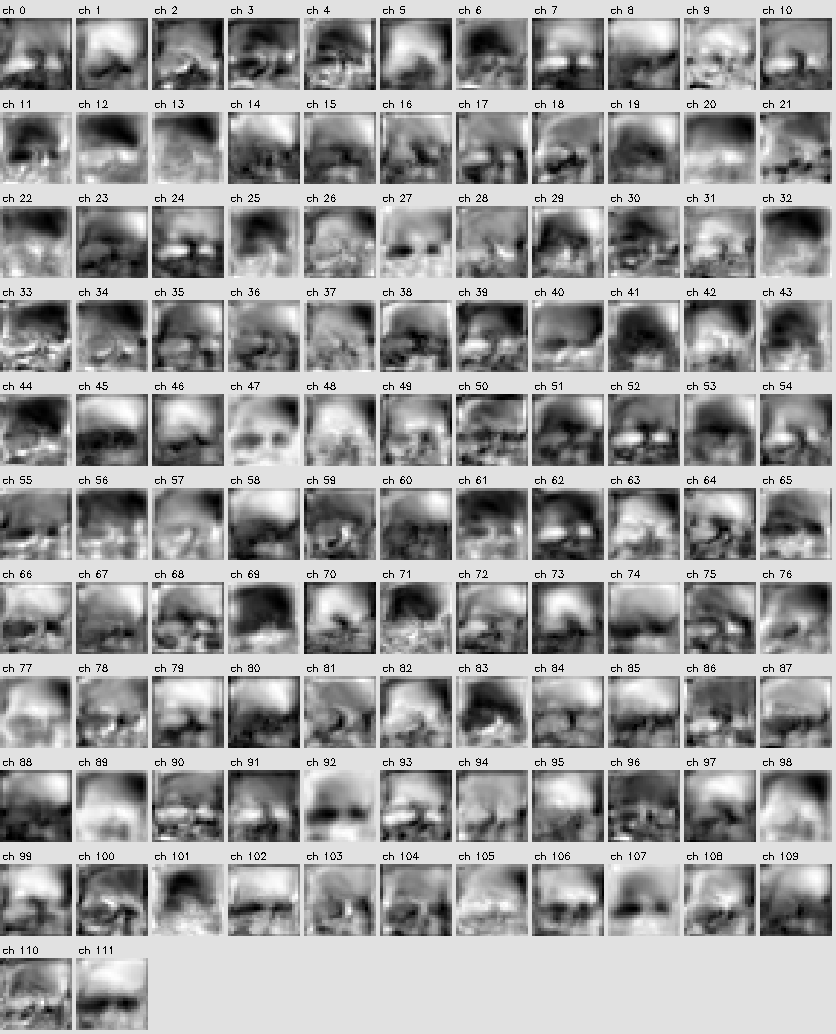 ch 0 ch 1 ch 2 ch 3 ch 4 ch 5 ch 6 ch 7 ch 8 ch 9 ch 10
ch 11 ch 12 ch 13 ch 14 ch 15 ch 16 ch 17 ch 18 ch 19 ch 20 ch 21
ch 22 ch 23 ch 24 ch 25 ch 26 ch 27 ch 28 ch 29 ch 30 ch 31 ch 32
ch 33 ch 34 ch 35 ch 36 ch 37 ch 38 ch 39 ch 40 ch 41 ch 42 ch 43
ch 44 ch 45 ch 46 ch 47 ch 48 ch 49 ch 50 ch 51 ch 52 ch 53 ch 54
ch 55 ch 56 ch 57 ch 58 ch 59 ch 60 ch 61 ch 62 ch 63 ch 64 ch 65
ch 66 ch 67 ch 68 ch 69 ch 70 ch 71 ch 72 ch 73 ch 74 ch 75 ch 76
ch 77 ch 78 ch 79 ch 80 ch 81 ch 82 ch 83 ch 84 ch 85 ch 86 ch 87
ch 88 ch 89 ch 90 ch 91 ch 92 ch 93 ch 94 ch 95 ch 96 ch 97 ch 98
ch 99 ch 100 ch 101 ch 102 ch 103 ch 104 ch 105 ch 106 ch 107 ch 108 ch 109
ch 110 ch 111